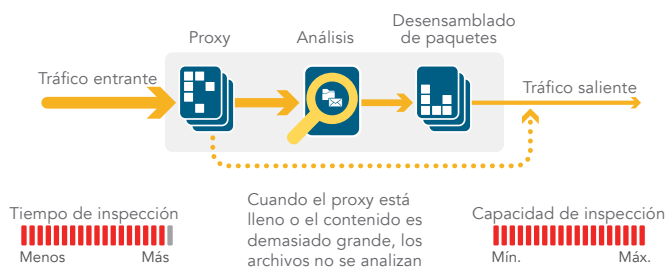 Proxy
Análisis
Desensamblado
de paquetes
Tráfico entrante
Tráfico saliente
Cuando el proxy está
lleno o el contenido es
demasiado grande, los
archivos no se analizan
Tiempo de inspección
Menos
Más
Capacidad de inspección
Mín.
Máx.